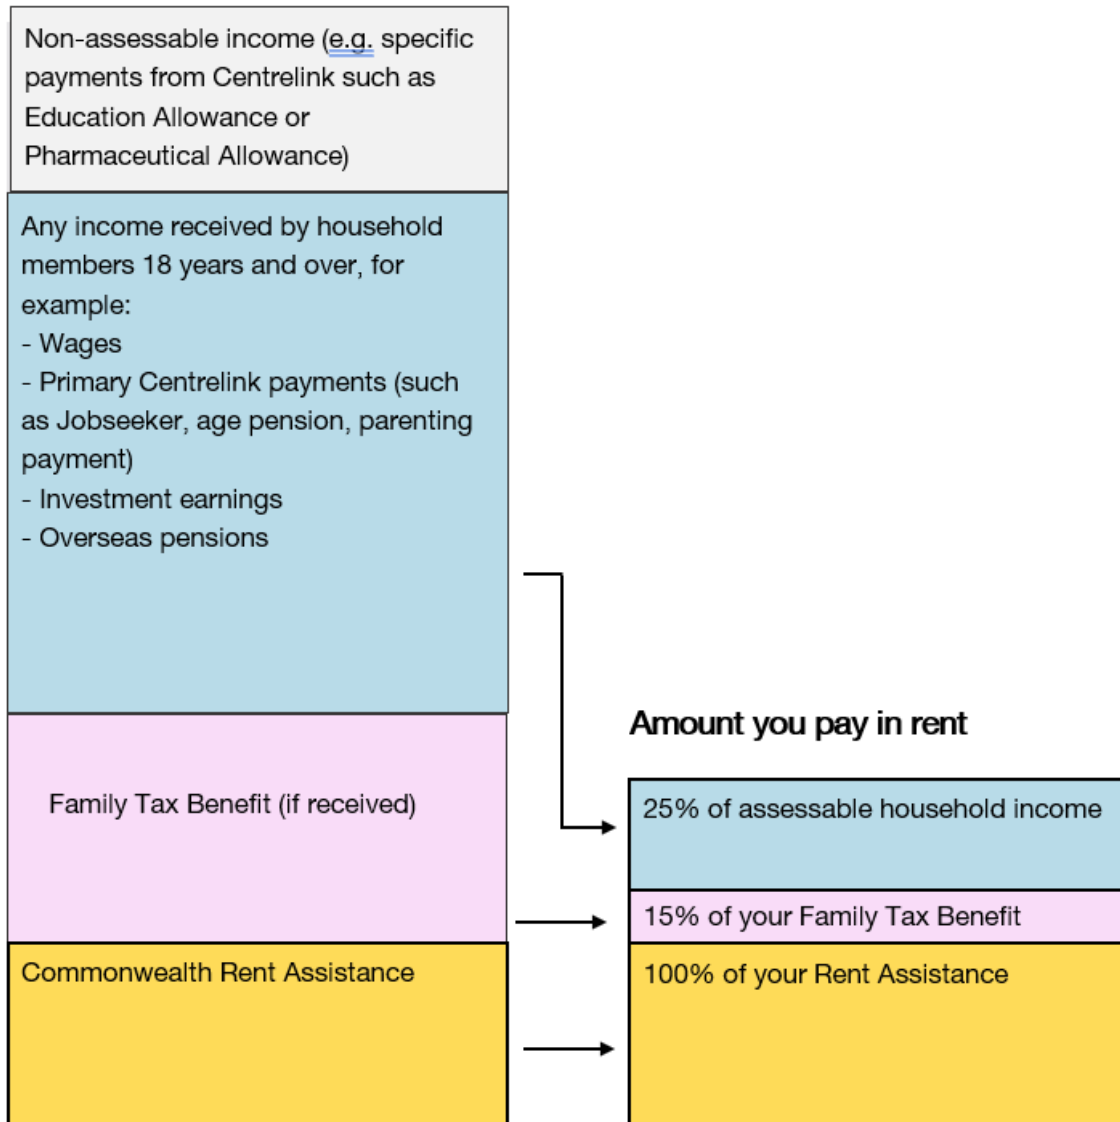 Non-assessable income (e.g. specific
payments from Centrelink such as
Education Allowance or
Pharmaceutical Allowance)
Any income received by household
members 18 years and over, for
example:
- Wages
- Primary Centrelink payments (such
as Jobseeker, age pension, parenting
payment)
- Investment earnings
- Overseas pensions
Family Tax Benefit (if received)
Commonwealth Rent Assistance
Amount you pay in rent
25% of assessable household income
15% of your Family Tax Benefit
100% of your Rent Assistance